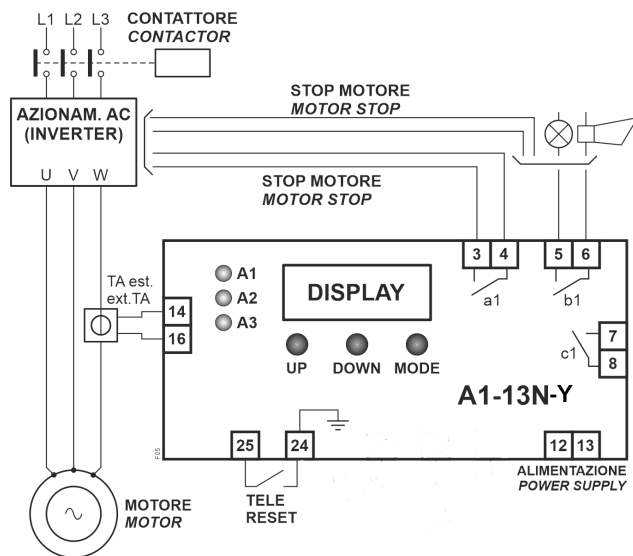 L1 L2 L3
CONTATTORE
CONTACTOR
AZIONAM. AC
(INVERTER)
U V W
STOP MOTORE
MOTOR STOP
STOP MOTORE
MOTOR STOP
3 4 5 6
a1 b1
A1
A2
A3
DISPLAY
UP DOWN MODE
TA est.
ext.TA
14
16
7
8
c1
A1-13N-Y
25 24
12 13
F05
TELE
RESET
ALIMENTAZIONE
POWER SUPPLY
MOTORE
MOTOR